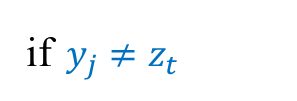 if y_j ≠ z_t